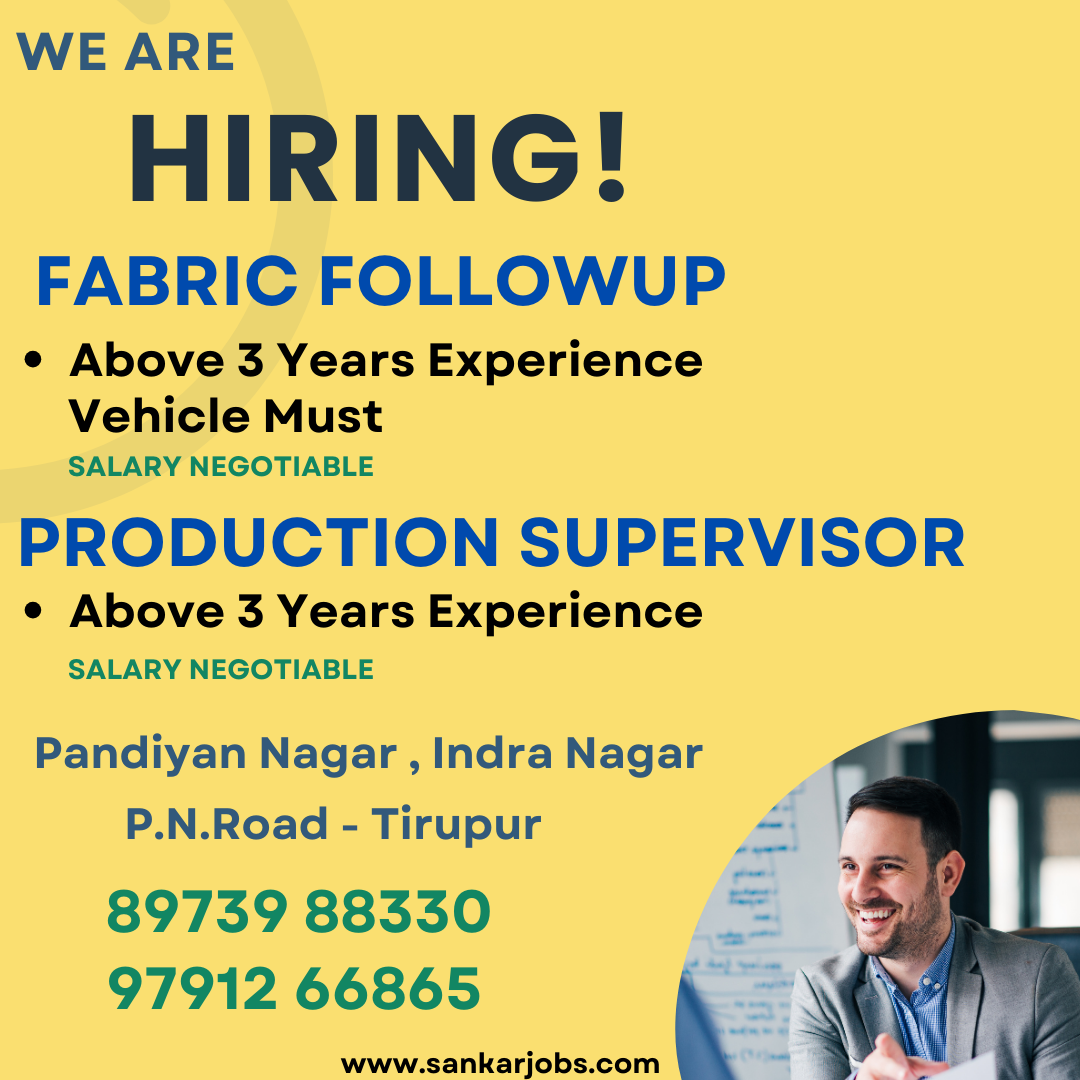 WE ARE
HIRING!
FABRIC FOLLOWUP
• Above 3 Years Experience
Vehicle Must
SALARY NEGOTIABLE
PRODUCTION SUPERVISOR
• Above 3 Years Experience
SALARY NEGOTIABLE
Pandiyan Nagar , Indra Nagar
P.N.Road - Tirupur
89739 88330
97912 66865
www.sankarjobs.com